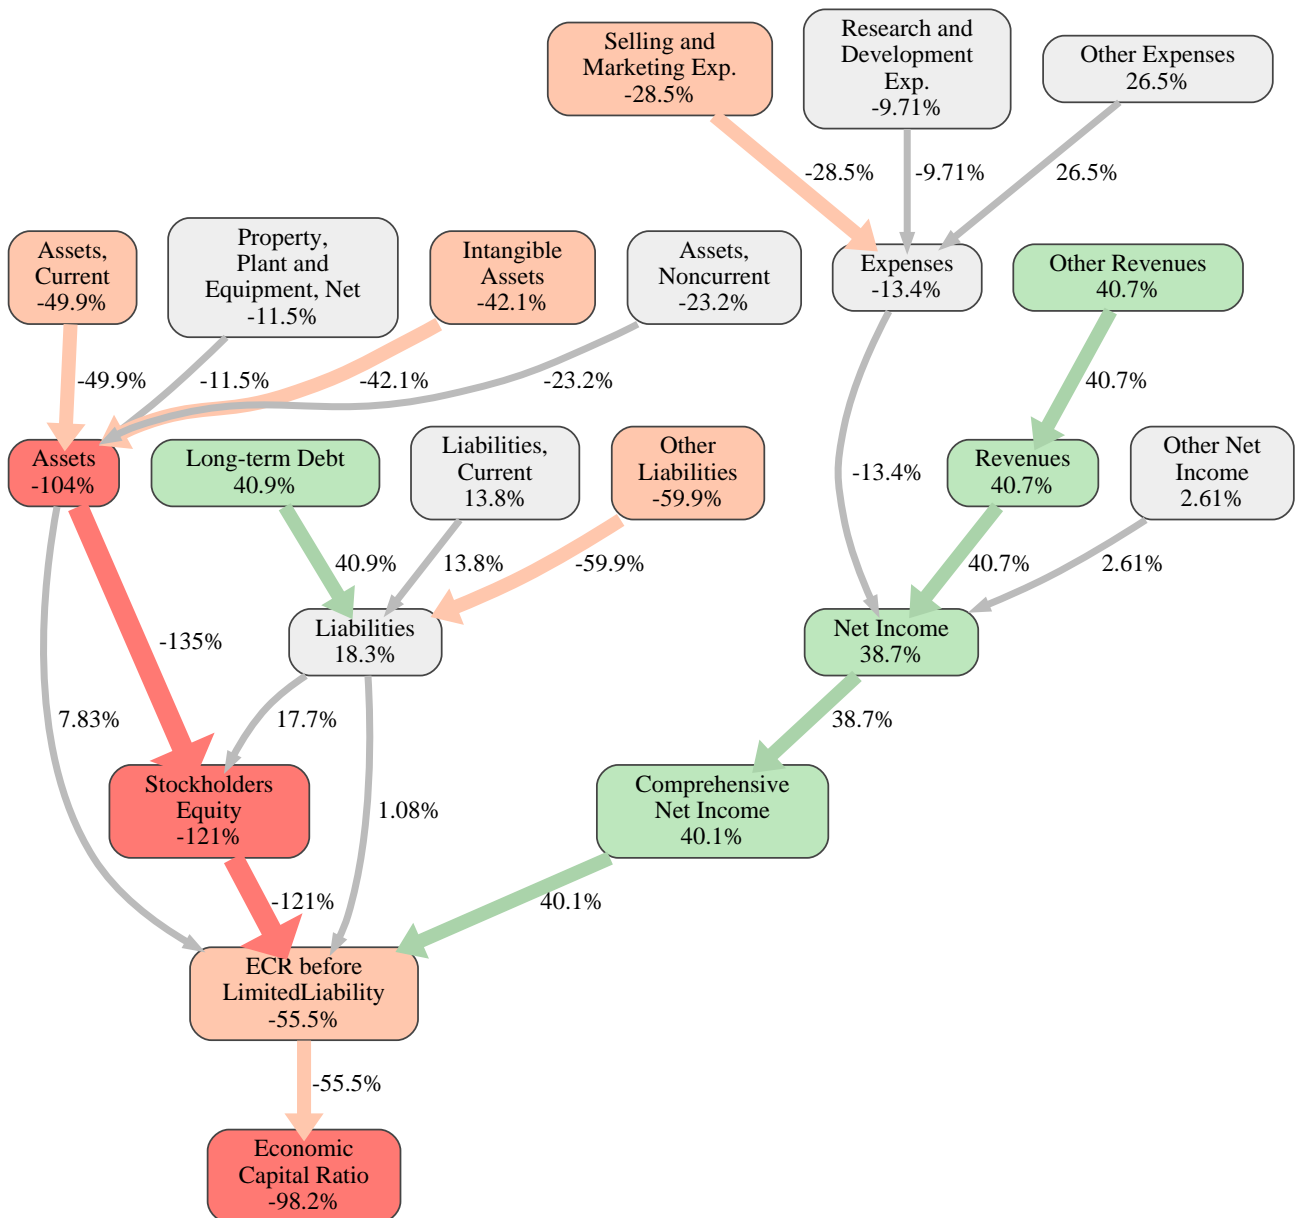 Selling and
Marketing Exp.
-28.5%
Research and
Development
Exp.
-9.71%
Other Expenses
26.5%
-28.5%
-9.71%
26.5%
Assets,
Current
-49.9%
Property,
Plant and
Equipment, Net
-11.5%
Intangible
Assets
-42.1%
Assets,
Noncurrent
-23.2%
Expenses
-13.4%
Other Revenues
40.7%
-49.9%
-11.5%
-42.1%
-23.2%
40.7%
Assets
-104%
Long-term Debt
40.9%
Liabilities,
Current
13.8%
Other
Liabilities
-59.9%
-13.4%
Revenues
40.7%
Other Net
Income
2.61%
40.9%
13.8%
-59.9%
40.7%
2.61%
-135%
Liabilities
18.3%
Net Income
38.7%
7.83%
17.7%
38.7%
Stockholders
Equity
-121%
1.08%
Comprehensive
Net Income
40.1%
-121%
40.1%
ECR before
LimitedLiability
-55.5%
-55.5%
Economic
Capital Ratio
-98.2%